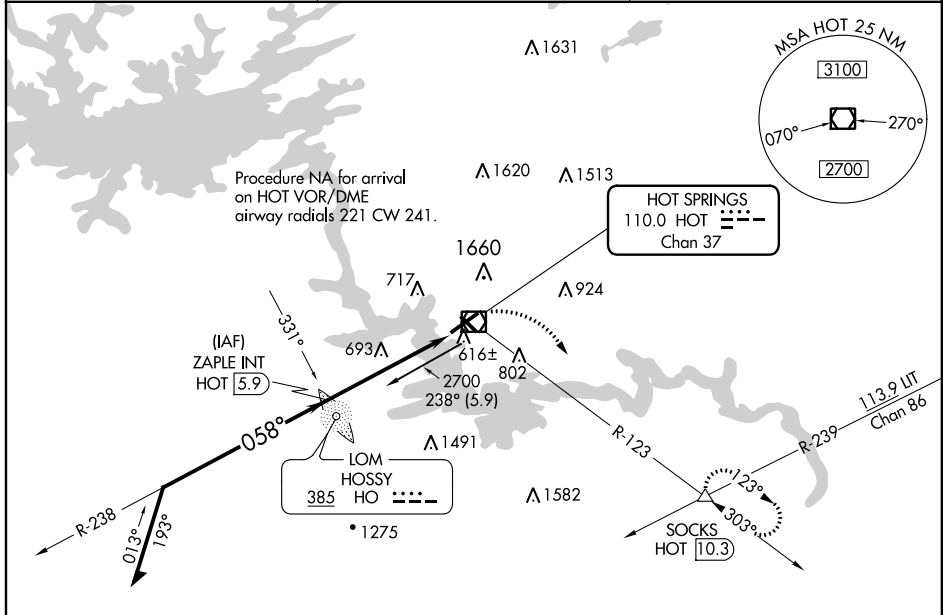 1631
MSA HOT 25 NM
3100
070°
270°
2700
Procedure NA for arrival
on HOT VOR/DME
airway radials 221 CW 241.
1620
1513
HOT SPRINGS
110.0 HOT
Chan 37
1660
717
924
331°
(IAF)
ZAPLE INT
HOT 5.9
693
616±
802
2700
238° (5.9)
058°
113.9 LIT
Chan 86
R-239
R-123
1491
LOM
HOSSY
385 HO
123°
1582
303°
R-238
013°
193°
1275
SOCKS
HOT 10.3